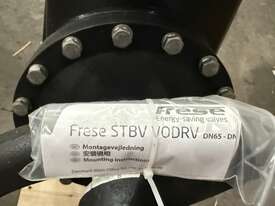 Frese
Energy-saving valves
Frese STBV VODRV DN65 - DN
Montagevejledning
安装说明
Mounting instructions